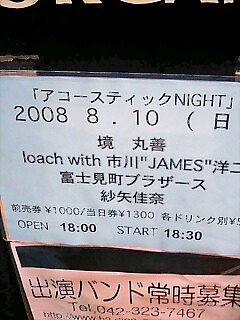 「アコースティックNIGHT」
2008 8．10 （日
境 丸善
loach with 市川"JAMES"洋二
富士見町ブラザース
紗矢佳奈
前売券 ¥1000/当日券¥1300 各ドリンク別¥5
OPEN 18:00 START 18:30
出演バンド常時募集
Tel.042-323-7467